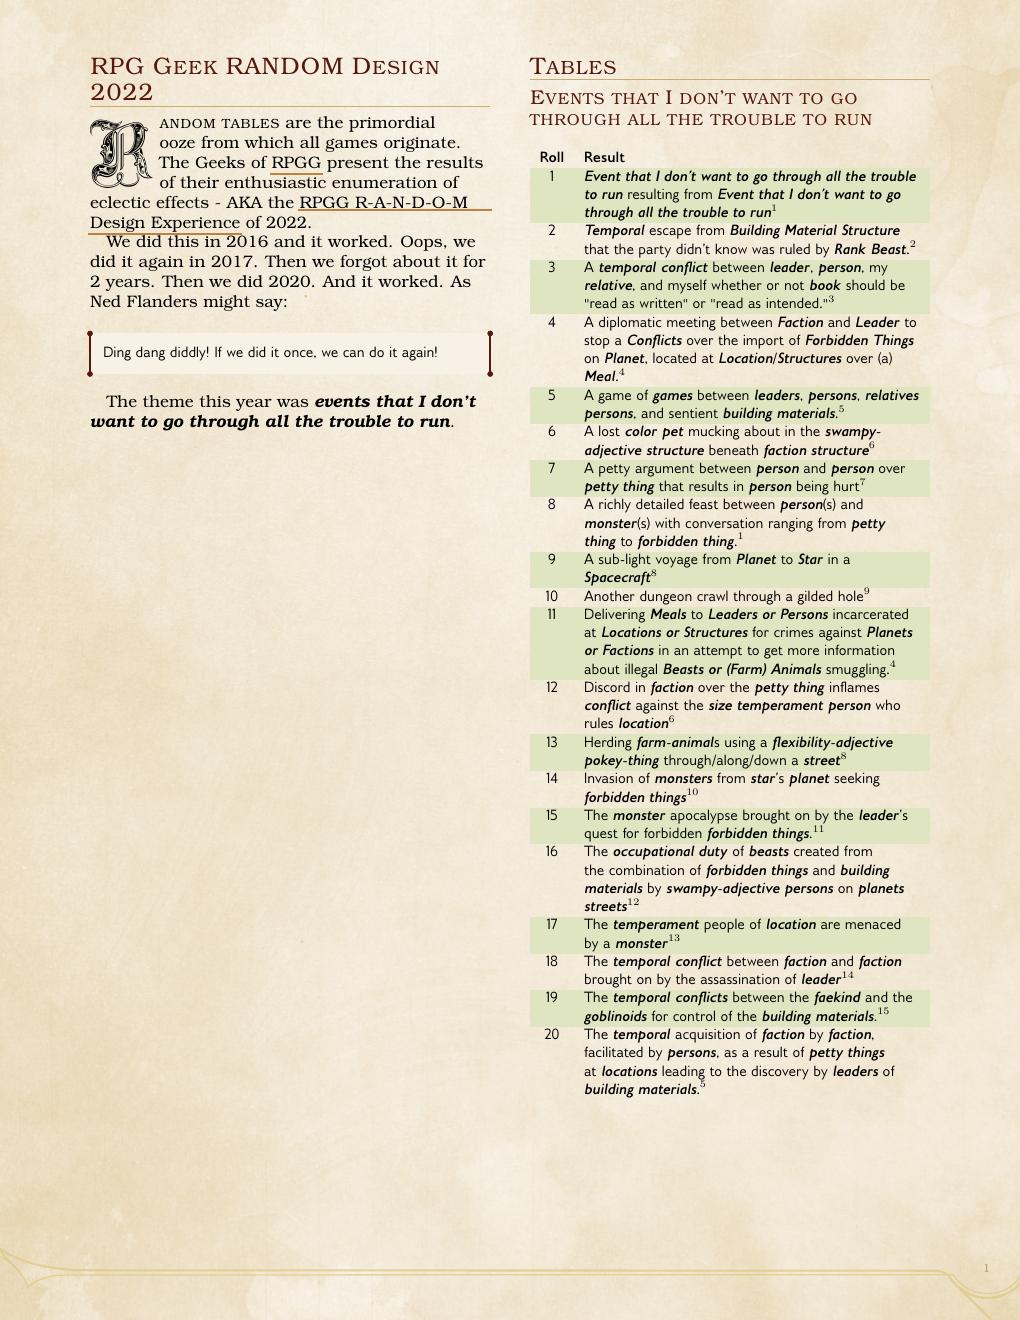 RPG GEEK RANDOM DESIGN
2022
RANDOM TABLES are the primordial
ooze from which all games originate.
The Geeks of RPGG present the results
of their enthusiastic enumeration of
eclectic effects - AKA the RPGG R-A-N-D-O-M
Design Experience of 2022.
We did this in 2016 and it worked. Oops, we
did it again in 2017. Then we forgot about it for
2 years. Then we did 2020. And it worked. As
Ned Flanders might say:
Ding dang diddly! If we did it once, we can do it again!
The theme this year was events that I don't
want to go through all the trouble to run.
TABLES
EVENTS THAT I DON'T WANT TO GO
THROUGH ALL THE TROUBLE TO RUN
Roll Result
1 Event that I don't want to go through all the trouble
to run resulting from Event that I don't want to go
through all the trouble to run1
2 Temporal escape from Building Material Structure
that the party didn't know was ruled by Rank Beast.2
3 A temporal conflict between leader, person, my
relative, and myself whether or not book should be
"read as written" or "read as intended."3
4 A diplomatic meeting between Faction and Leader to
stop a Conflicts over the import of Forbidden Things
on Planet, located at Location/Structures over (a)
Meal.4
5 A game of games between leaders, persons, relatives
persons, and sentient building materials.5
6 A lost color pet mucking about in the swampy-
adjective structure beneath faction structure6
7 A petty argument between person and person over
petty thing that results in person being hurt7
8 A richly detailed feast between person(s) and
monster(s) with conversation ranging from petty
thing to forbidden thing.1
9 A sub-light voyage from Planet to Star in a
Spacecraft8
10 Another dungeon crawl through a gilded hole9
11 Delivering Meals to Leaders or Persons incarcerated
at Locations or Structures for crimes against Planets
or Factions in an attempt to get more information
about illegal Beasts or (Farm) Animals smuggling.4
12 Discord in faction over the petty thing inflames
conflict against the size temperament person who
rules location6
13 Herding farm-animals using a flexibility-adjective
pokey-thing through/along/down a street8
14 Invasion of monsters from star's planet seeking
forbidden things10
15 The monster apocalypse brought on by the leader's
quest for forbidden forbidden things.11
16 The occupational duty of beasts created from
the combination of forbidden things and building
materials by swampy-adjective persons on planets
streets12
17 The temperament people of location are menaced
by a monster13
18 The temporal conflict between faction and faction
brought on by the assassination of leader14
19 The temporal conflicts between the faekind and the
goblinoids for control of the building materials.15
20 The temporal acquisition of faction by faction,
facilitated by persons, as a result of petty things
at locations leading to the discovery by leaders of
building materials.5
1